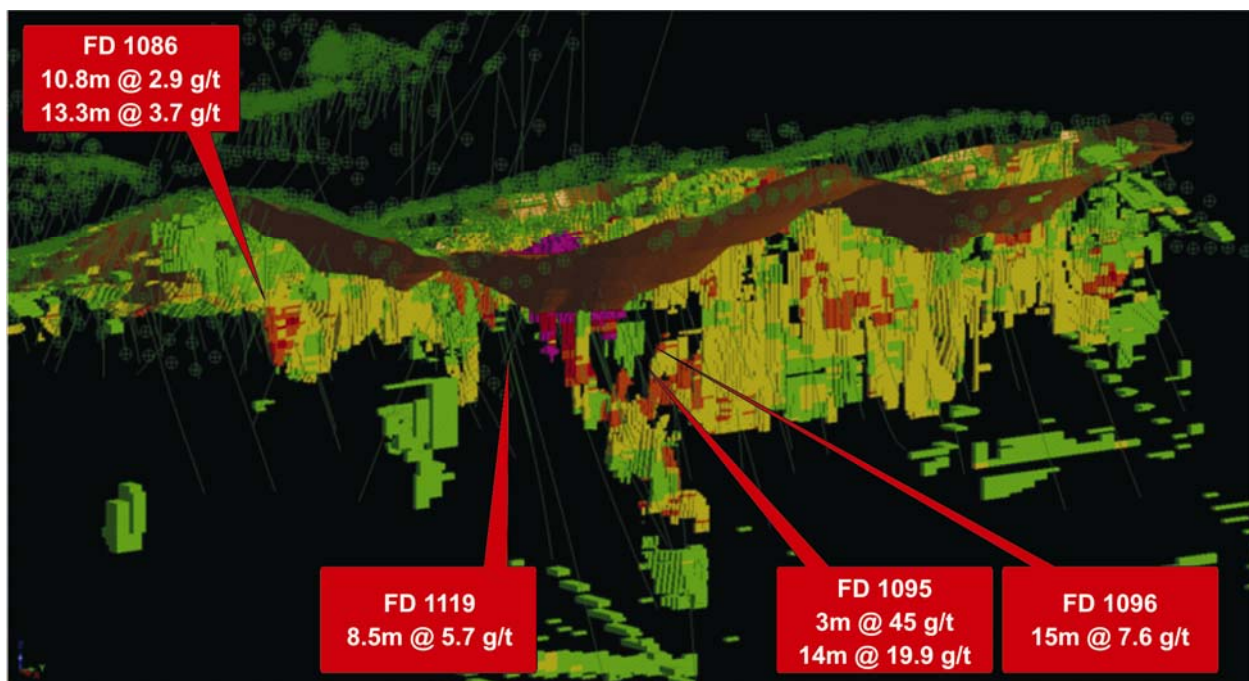 FD 1086
10.8m @ 2.9 g/t
13.3m @ 3.7 g/t
FD 1119
8.5m @ 5.7 g/t
FD 1095
3m @ 45 g/t
14m @ 19.9 g/t
FD 1096
15m @ 7.6 g/t